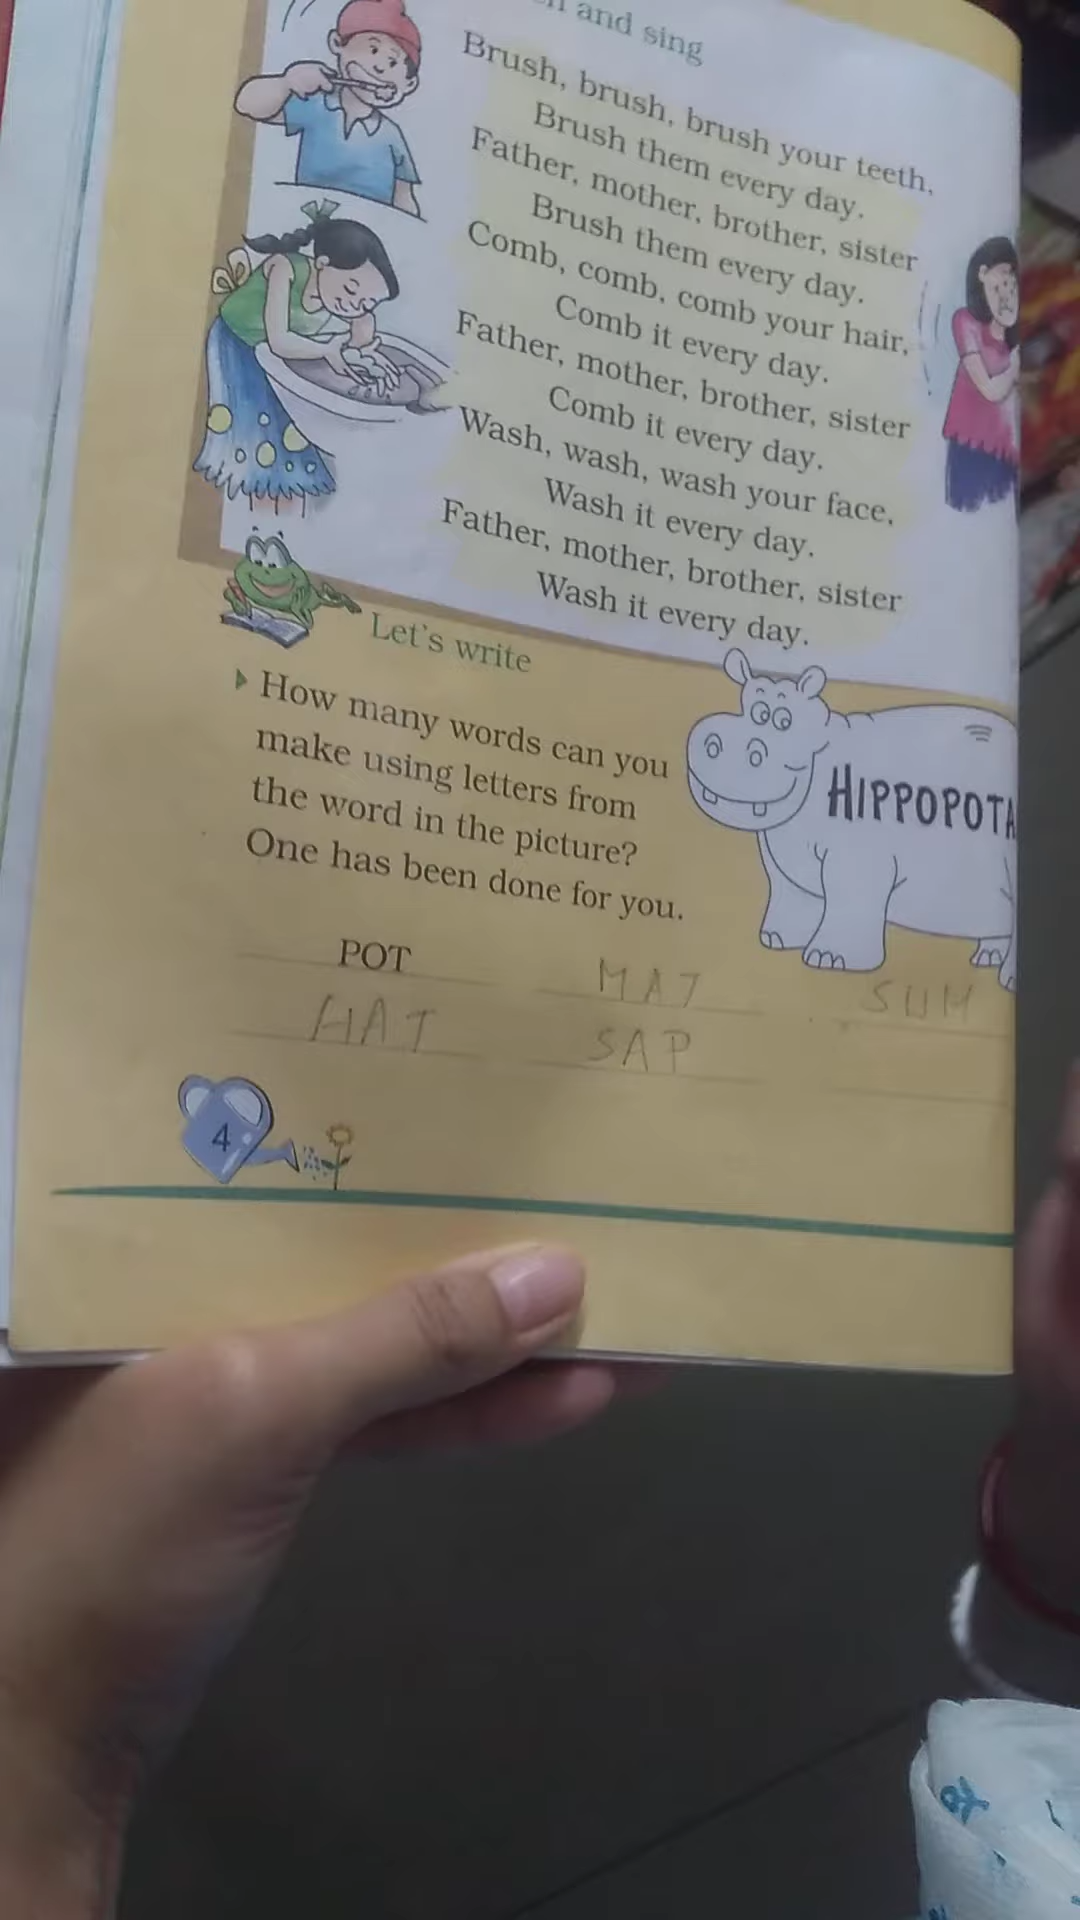 and sing
Brush, brush, brush your teeth,
Brush them every day.
Father, mother, brother, sister
Brush them every day.
Comb, comb, comb your hair,
Comb it every day.
Father, mother, brother, sister
Comb it every day.
Wash, wash, wash your face,
Wash it every day.
Father, mother, brother, sister
Wash it every day.
Let's write
How many words can you
make using letters from
the word in the picture?
One has been done for you.
HIPPOPOTA
POT MAT SUM
HAT SAP
4